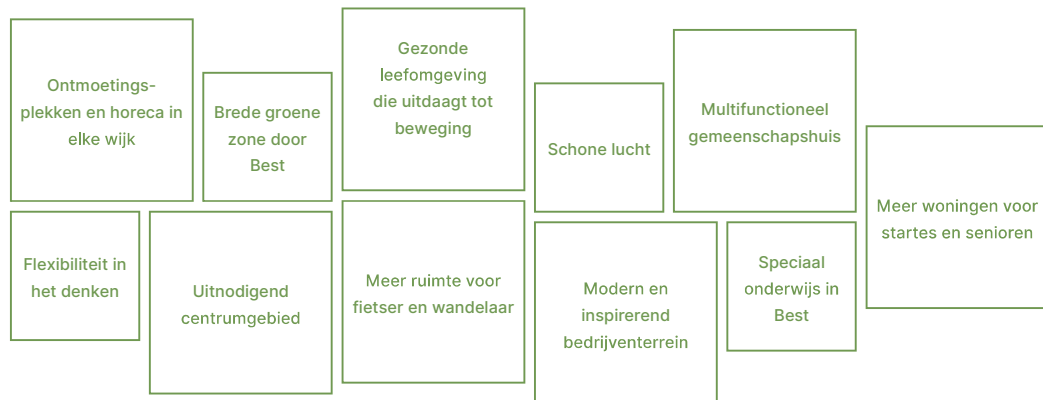 Ontmoetings-
plekken en horeca in
elke wijk
Brede groene
zone door
Best
Gezonde
leefomgeving
die uitdaagt tot
beweging
Schone lucht
Multifunctioneel
gemeenschapshuis
Meer woningen voor
startes en senioren
Flexibiliteit in
het denken
Uitnodigend
centrumgebied
Meer ruimte voor
fietser en wandelaar
Modern en
inspirerend
bedrijventerrein
Speciaal
onderwijs in
Best